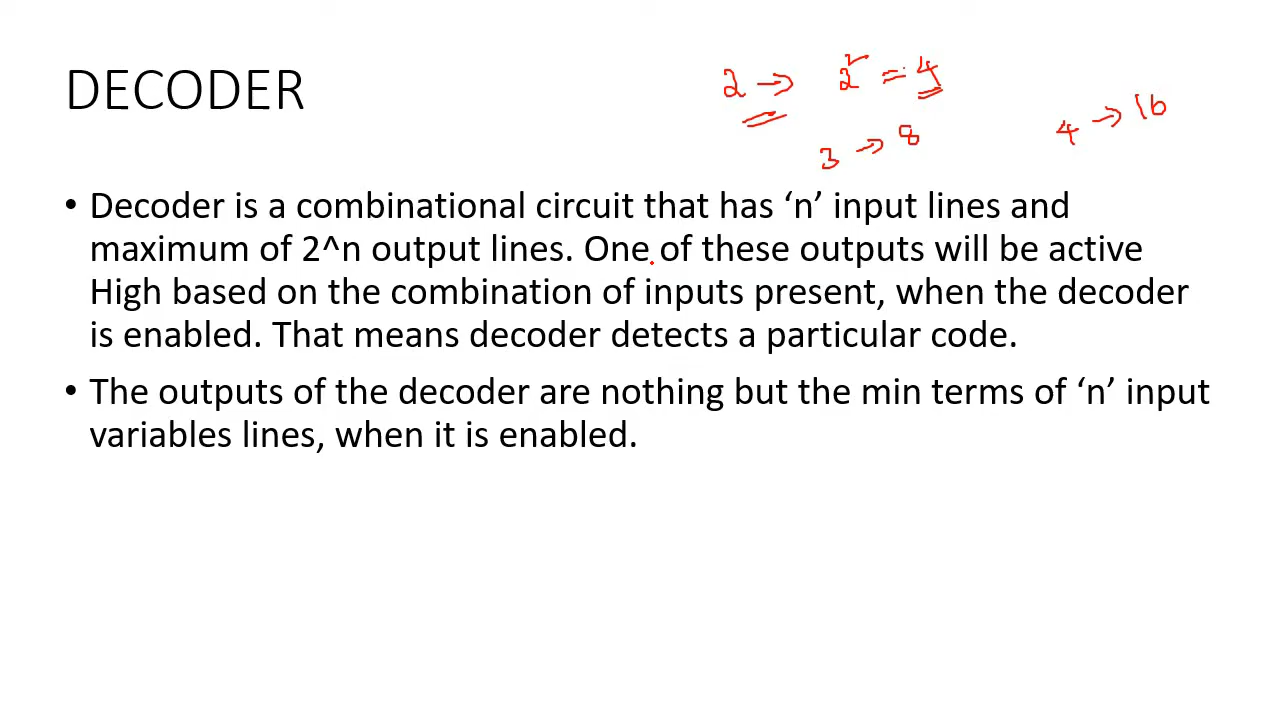 DECODER
2 → 2² = 4
3 → 8
4 → 16
• Decoder is a combinational circuit that has ‘n’ input lines and
maximum of 2^n output lines. One of these outputs will be active
High based on the combination of inputs present, when the decoder
is enabled. That means decoder detects a particular code.
• The outputs of the decoder are nothing but the min terms of ‘n’ input
variables lines, when it is enabled.